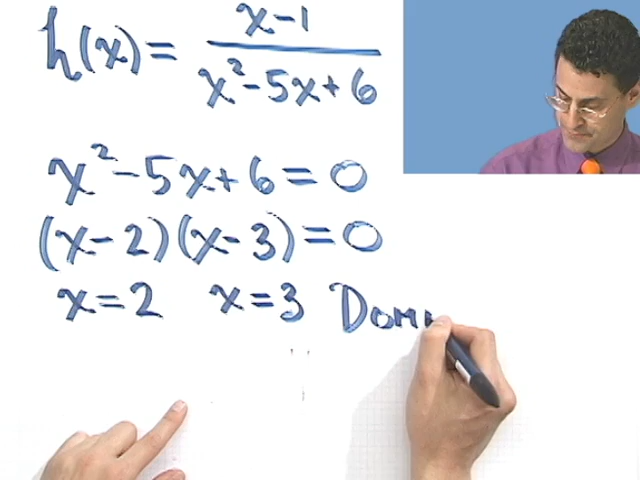 h(x) = (x-1)/(x²-5x+6)
x²-5x+6=0
(x-2)(x-3)=0
x=2 x=3 Dom